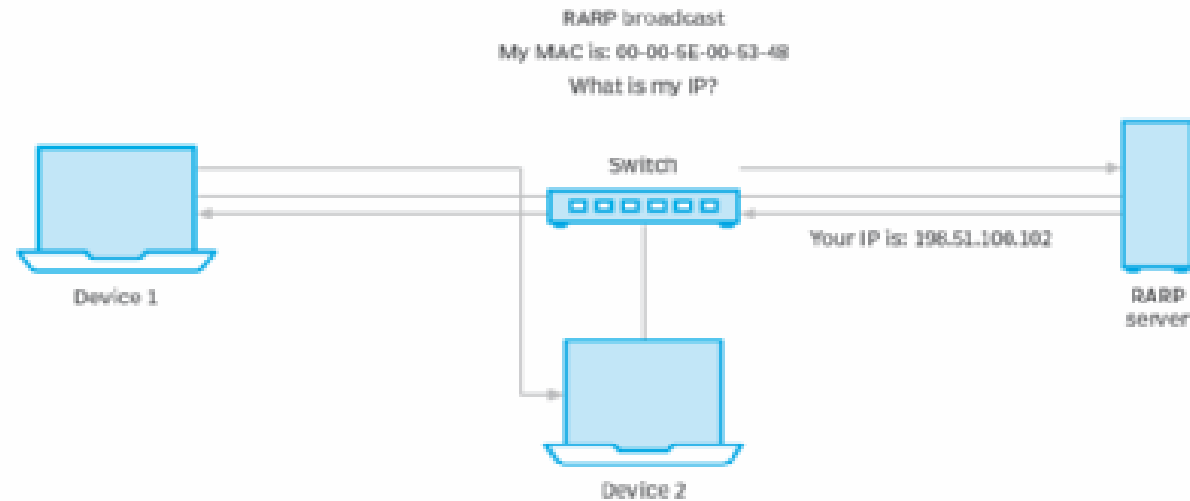 RARP broadcast
My MAC is: 00-00-5E-00-53-48
What is my IP?
Switch
Your IP is: 198.51.100.102
Device 1
RARP
server
Device 2